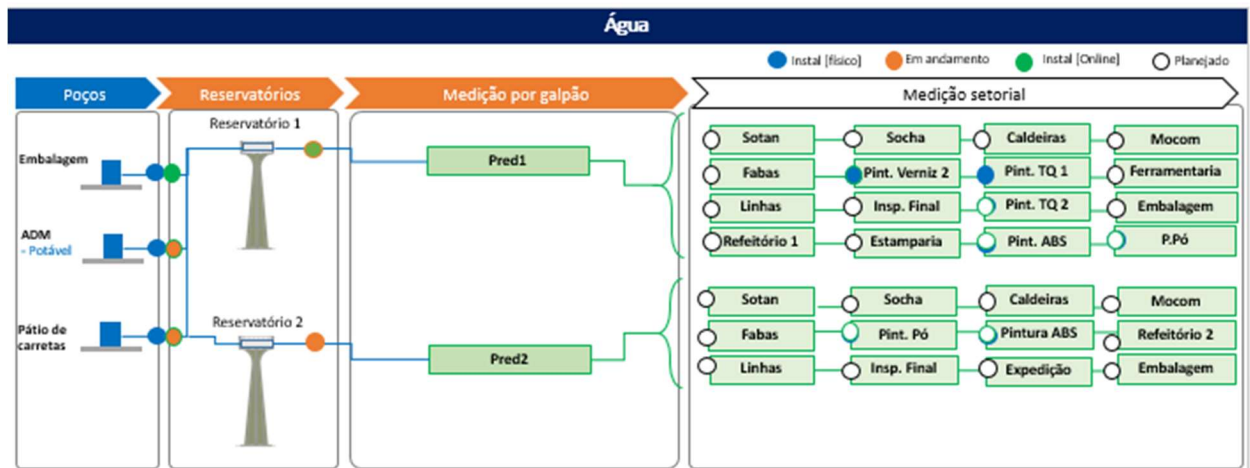 Água
Instal [físico]
Em andamento
Instal [Online]
Planejado
Poços
Reservatórios
Medição por galpão
Medição setorial
Embalagem
ADM
- Potável
Pátio de
carretas
Reservatório 1
Reservatório 2
Pred1
Pred2
Sotan
Socha
Caldeiras
Mocom
Fabas
Pint. Verniz 2
Pint. TQ 1
Ferramentaria
Linhas
Insp. Final
Pint. TQ 2
Embalagem
Refeitório 1
Estamparia
Pint. ABS
P.Pó
Sotan
Socha
Caldeiras
Mocom
Fabas
Pint. Pó
Pintura ABS
Refeitório 2
Linhas
Insp. Final
Expedição
Embalagem